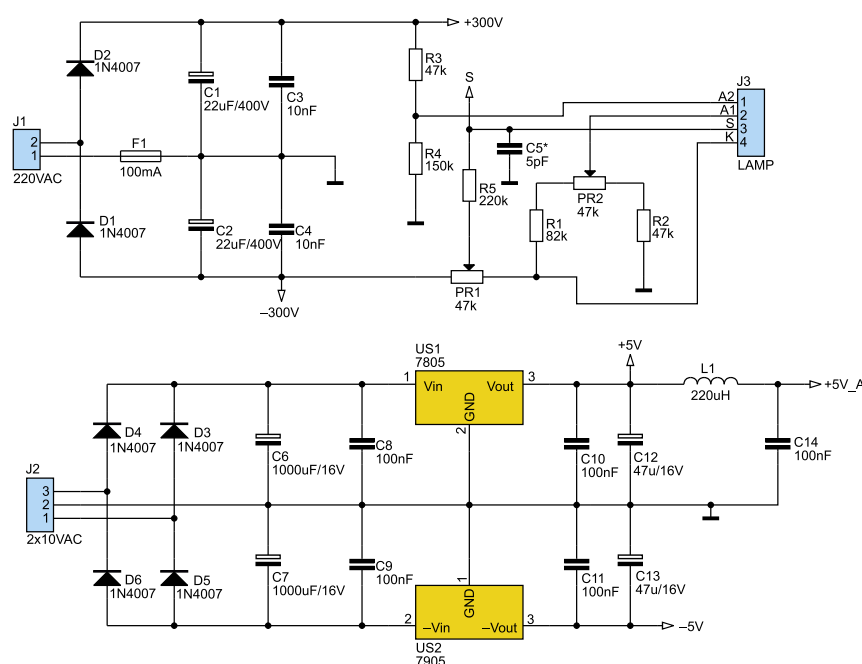 +300V
D2
1N4007
C1
22uF/400V
C3
10nF
R3
47k
S
J3
A2
1
A1
2
S
3
K
4
LAMP
J1
2
1
220VAC
F1
100mA
R4
150k
C5*
5pF
R5
220k
PR2
47k
D1
1N4007
C2
22uF/400V
C4
10nF
R1
82k
R2
47k
PR1
47k
–300V
US1
7805
1
Vin
Vout
3
GND
2
+5V
L1
220uH
+5V_A
D4
1N4007
D3
1N4007
C6
1000uF/16V
C8
100nF
C10
100nF
C12
47u/16V
C14
100nF
J2
3
2
1
2x10VAC
D6
1N4007
D5
1N4007
C7
1000uF/16V
C9
100nF
C11
100nF
C13
47u/16V
1
GND
2
–Vin
–Vout
3
–5V
US2
7905